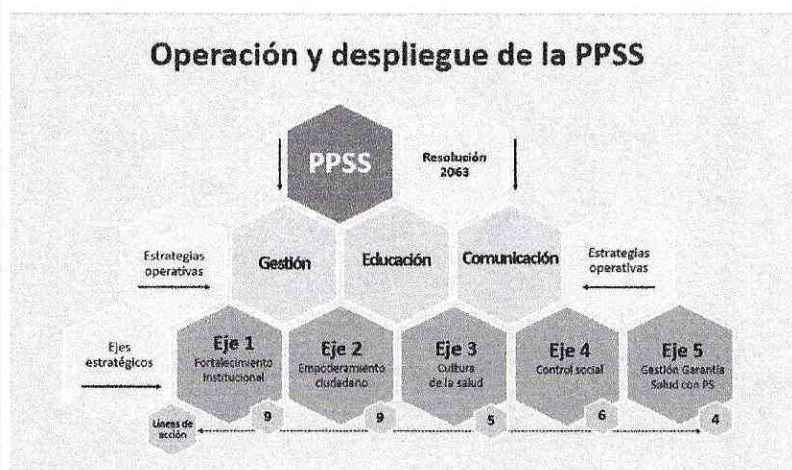 Operación y despliegue de la PPSS
PPSS
Resolución
2063
Estrategias
operativas
Gestión
Educación
Comunicación
Estrategias
operativas
Ejes
estratégicos
Eje 1
Fortalecimiento
Institucional
Eje 2
Empoderamiento
ciudadano
Eje 3
Cultura
de la salud
Eje 4
Control social
Eje 5
Gestión Garantía
Salud con PS
Líneas de
acción
9
9
5
6
4